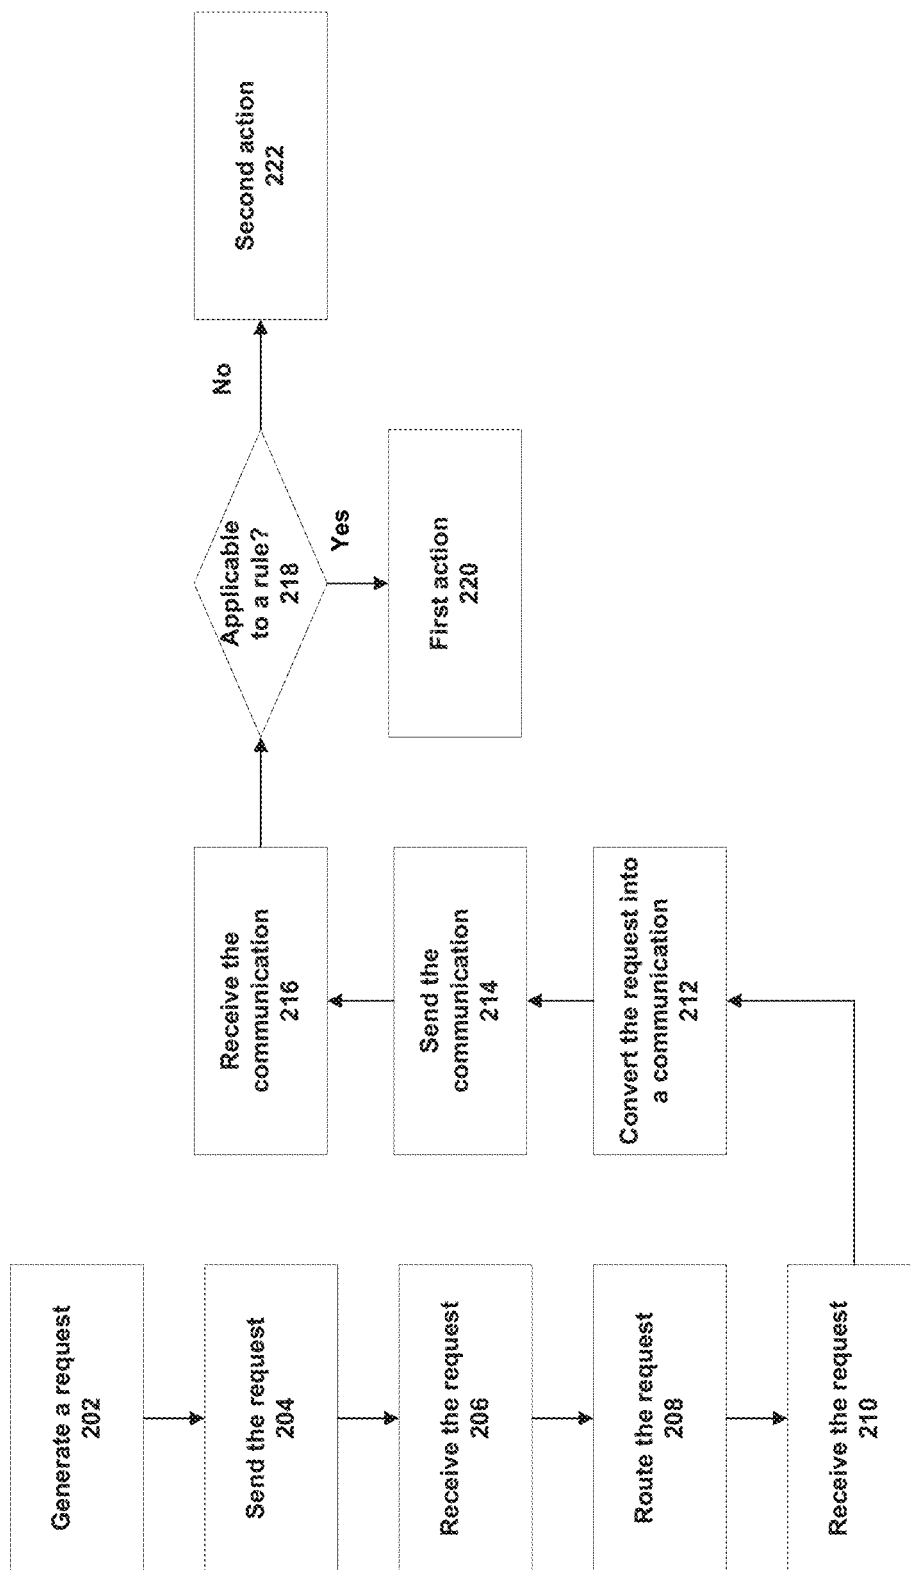 Generate a request
202
Send the request
204
Receive the request
206
Route the request
208
Receive the request
210
Convert the request into
a communication
212
Send the
communication
214
Receive the
communication
216
Applicable
to a rule?
218
Yes
First action
220
No
Second action
222